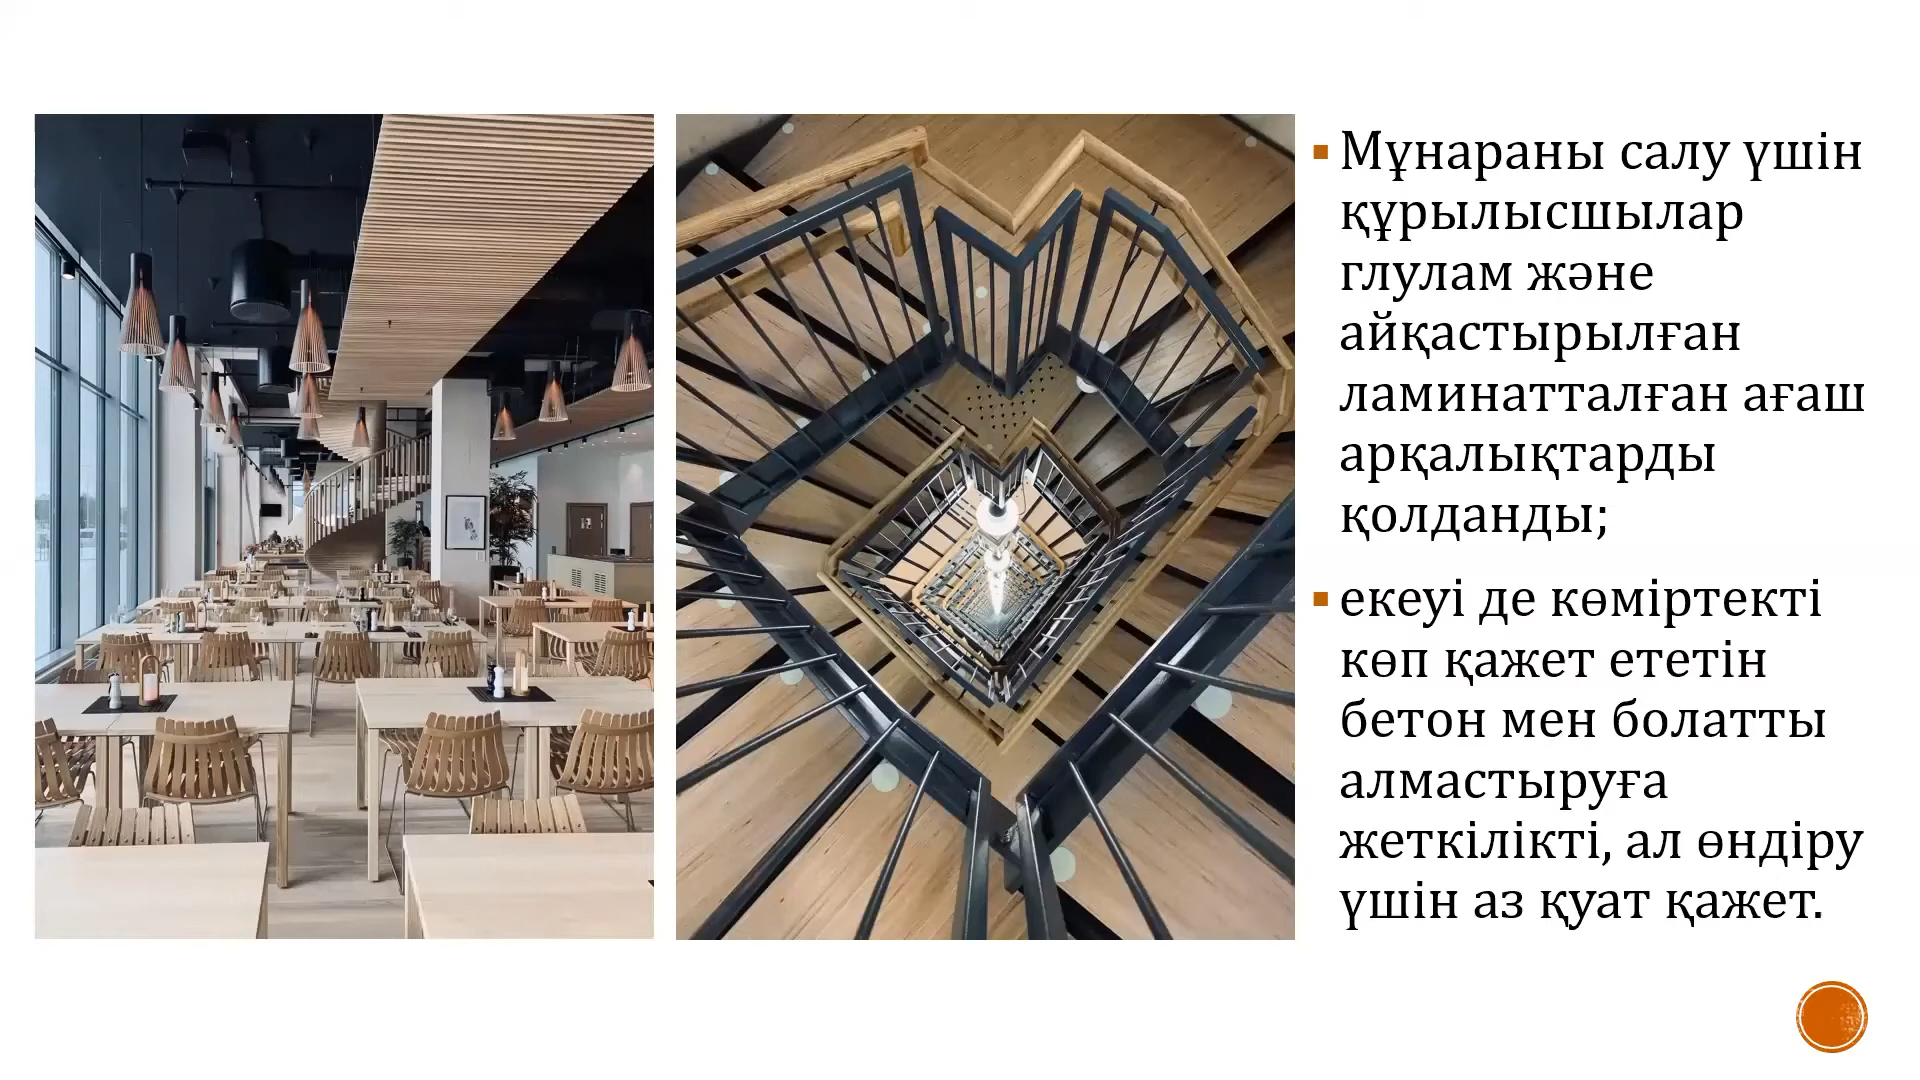 Мұнараны салу үшін
құрылысшылар
глулам және
айқастырылған
ламинатталған ағаш
арқалықтарды
қолданды;
екеуі де көміртекті
көп қажет ететін
бетон мен болатты
алмастыруға
жеткілікті, ал өндіру
үшін аз қуат қажет.